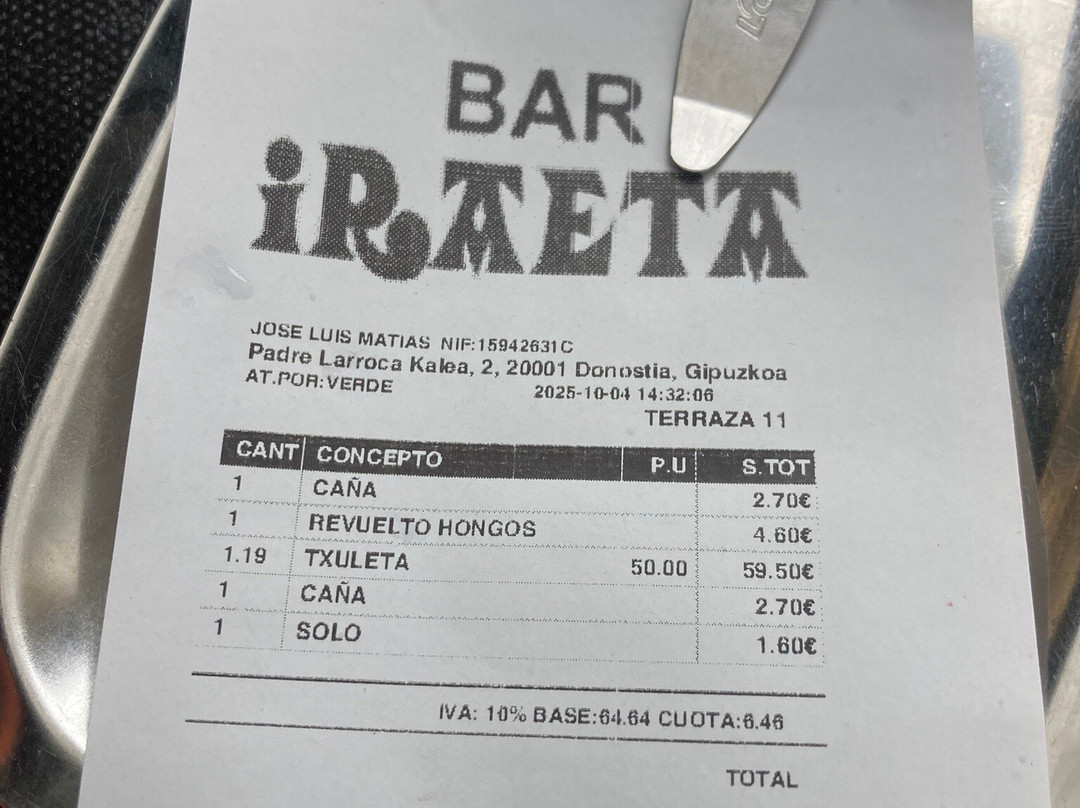 BAR
iRAETA
JOSE LUIS MATIAS NIF:15942631C
Padre Larroca Kalea, 2, 20001 Donostia, Gipuzkoa
AT.POR:VERDE 2025-10-04 14:32:06
TERRAZA 11
CANT CONCEPTO P.U S.TOT
1 CAÑA 2.70€
1 REVUELTO HONGOS 4.60€
1.19 TXULETA 50.00 59.50€
1 CAÑA 2.70€
1 SOLO 1.60€
IVA: 10% BASE:64.64 CUOTA:6.46
TOTAL